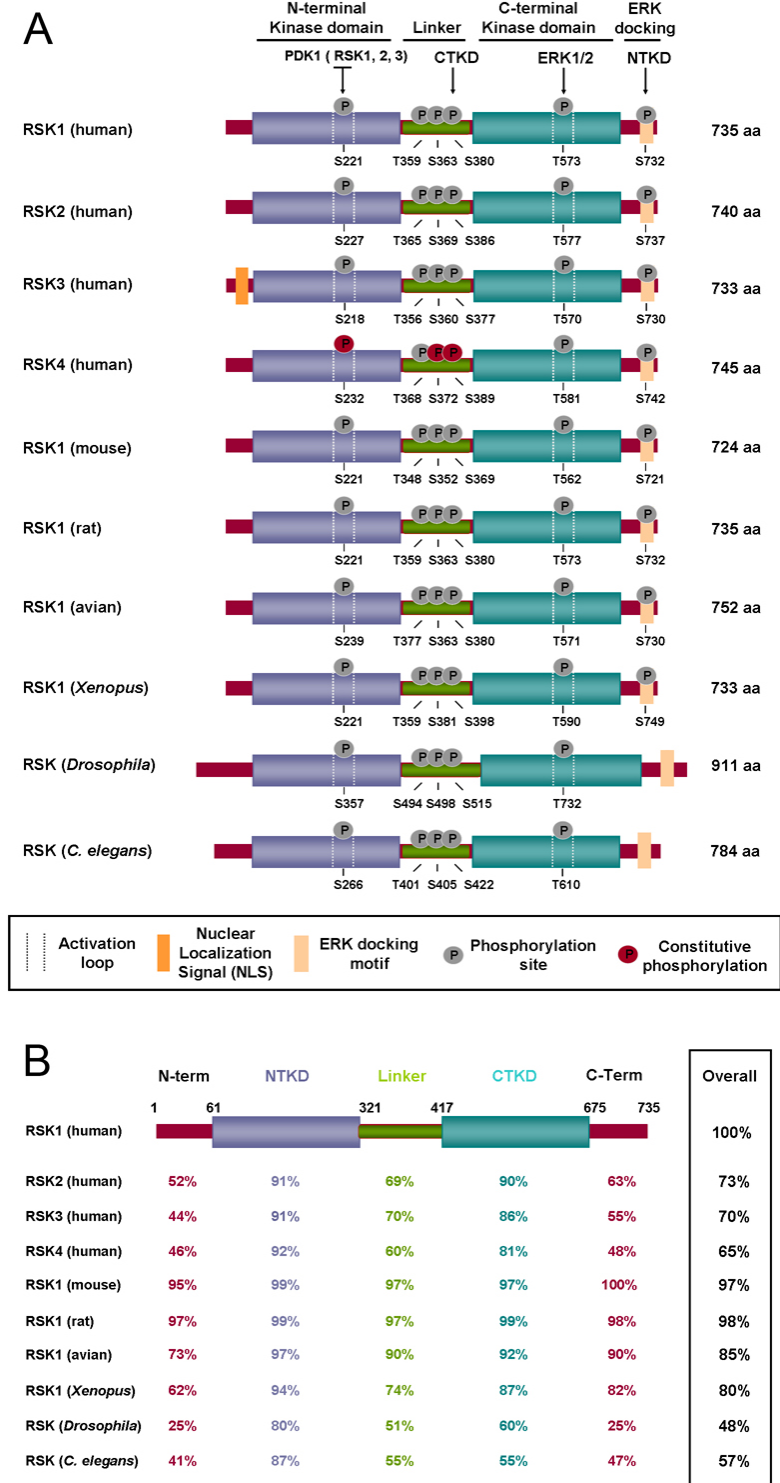 A
N-terminal Kinase domain
Linker
C-terminal Kinase domain
ERK docking
PDK1 ( RSK1, 2, 3)
CTKD
ERK1/2
NTKD
P P P P P P
RSK1 (human) 735 aa
S221 T359 S363 S380 T573 S732
P P P P P P
RSK2 (human) 740 aa
S227 T365 S369 S386 T577 S737
P P P P P P
RSK3 (human) 733 aa
S218 T356 S360 S377 T570 S730
P P P P P P
RSK4 (human) 745 aa
S232 T368 S372 S389 T581 S742
P P P P P P
RSK1 (mouse) 724 aa
S221 T348 S352 S369 T562 S721
P P P P P P
RSK1 (rat) 735 aa
S221 T359 S363 S380 T573 S732
P P P P P P
RSK1 (avian) 752 aa
S239 T377 S363 S380 T571 S730
P P P P P P
RSK1 (Xenopus) 733 aa
S221 T359 S381 S398 T590 S749
P P P P P
RSK (Drosophila) 911 aa
S357 S494 S498 S515 T732
P P P P P
RSK (C. elegans) 784 aa
S266 T401 S405 S422 T610
Activation loop
Nuclear Localization Signal (NLS)
ERK docking motif
P Phosphorylation site
P Constitutive phosphorylation
B
N-term NTKD Linker CTKD C-Term Overall
1 61 321 417 675 735
RSK1 (human) 100%
RSK2 (human) 52% 91% 69% 90% 63% 73%
RSK3 (human) 44% 91% 70% 86% 55% 70%
RSK4 (human) 46% 92% 60% 81% 48% 65%
RSK1 (mouse) 95% 99% 97% 97% 100% 97%
RSK1 (rat) 97% 99% 97% 99% 98% 98%
RSK1 (avian) 73% 97% 90% 92% 90% 85%
RSK1 (Xenopus) 62% 94% 74% 87% 82% 80%
RSK (Drosophila) 25% 80% 51% 60% 25% 48%
RSK (C. elegans) 41% 87% 55% 55% 47% 57%